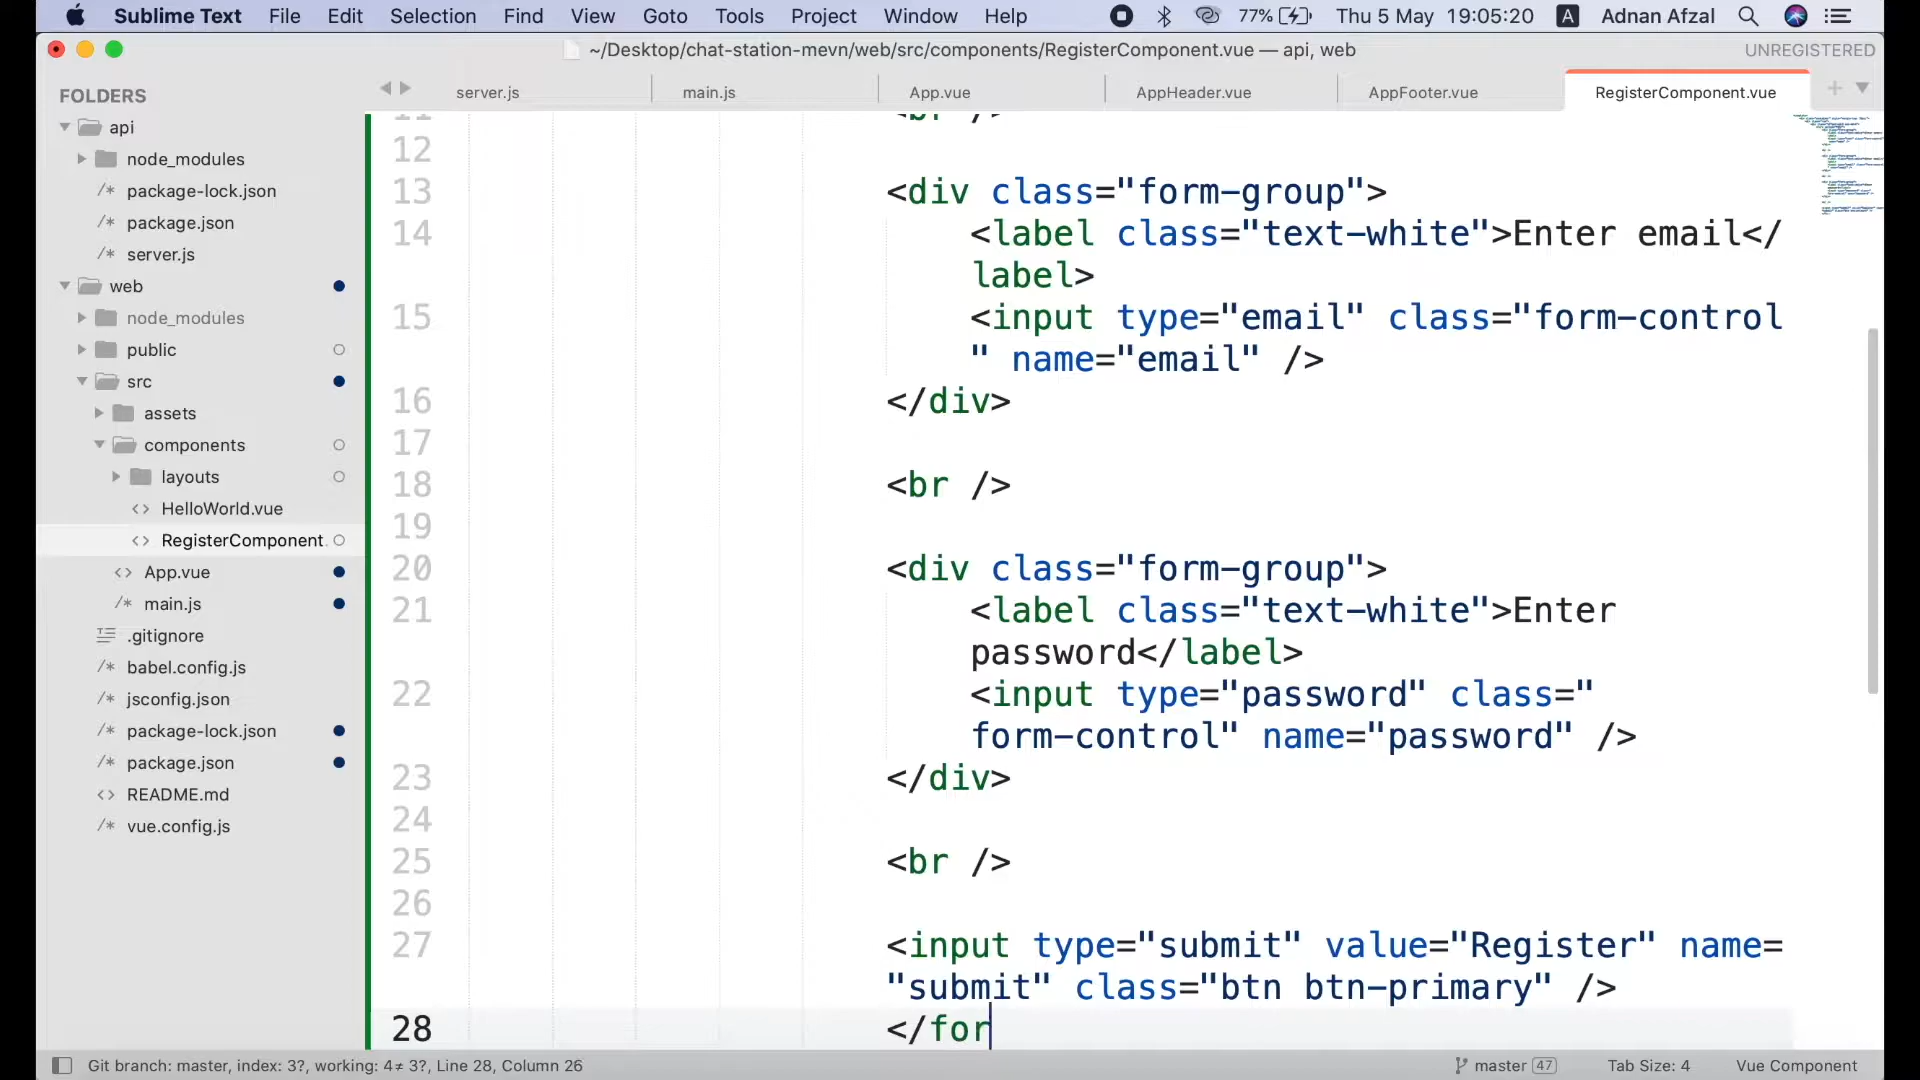 Sublime Text File Edit Selection Find View Goto Tools Project Window Help 77% Thu 5 May 19:05:20 A Adnan Afzal
~/Desktop/chat-station-mevn/web/src/components/RegisterComponent.vue — api, web UNREGISTERED
server.js main.js App.vue AppHeader.vue AppFooter.vue RegisterComponent.vue
FOLDERS
api
node_modules
/* package-lock.json
/* package.json
/* server.js
web
node_modules
public
src
assets
components
layouts
<> HelloWorld.vue
<> RegisterComponent.
<> App.vue
/* main.js
.gitignore
/* babel.config.js
/* jsconfig.json
/* package-lock.json
/* package.json
<> README.md
/* vue.config.js
11 <br />
12
13 <div class="form-group">
14 <label class="text-white">Enter email</
label>
15 <input type="email" class="form-control
" name="email" />
16 </div>
17
18 <br />
19
20 <div class="form-group">
21 <label class="text-white">Enter
password</label>
22 <input type="password" class="
form-control" name="password" />
23 </div>
24
25 <br />
26
27 <input type="submit" value="Register" name=
"submit" class="btn btn-primary" />
28 </for
Git branch: master, index: 3?, working: 4≠ 3?, Line 28, Column 26 master 47 Tab Size: 4 Vue Component